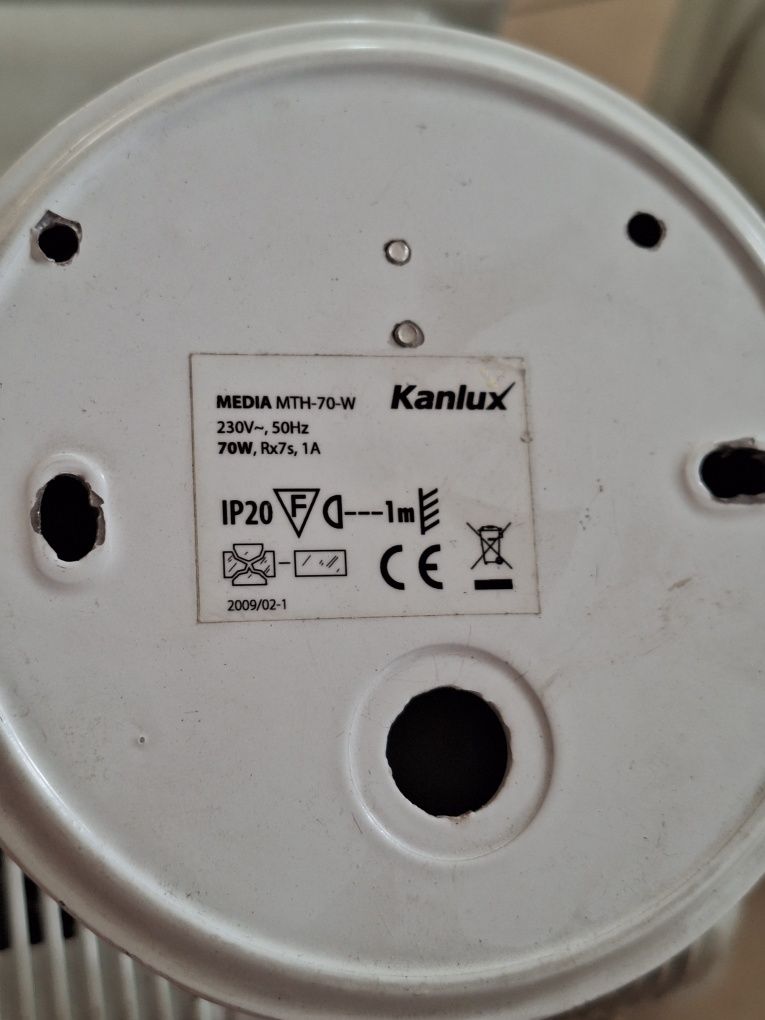 MEDIA MTH-70-W
Kanlux
230V~, 50Hz
70W, Rx7s, 1A
IP20 F ---1m
CE
2009/02-1